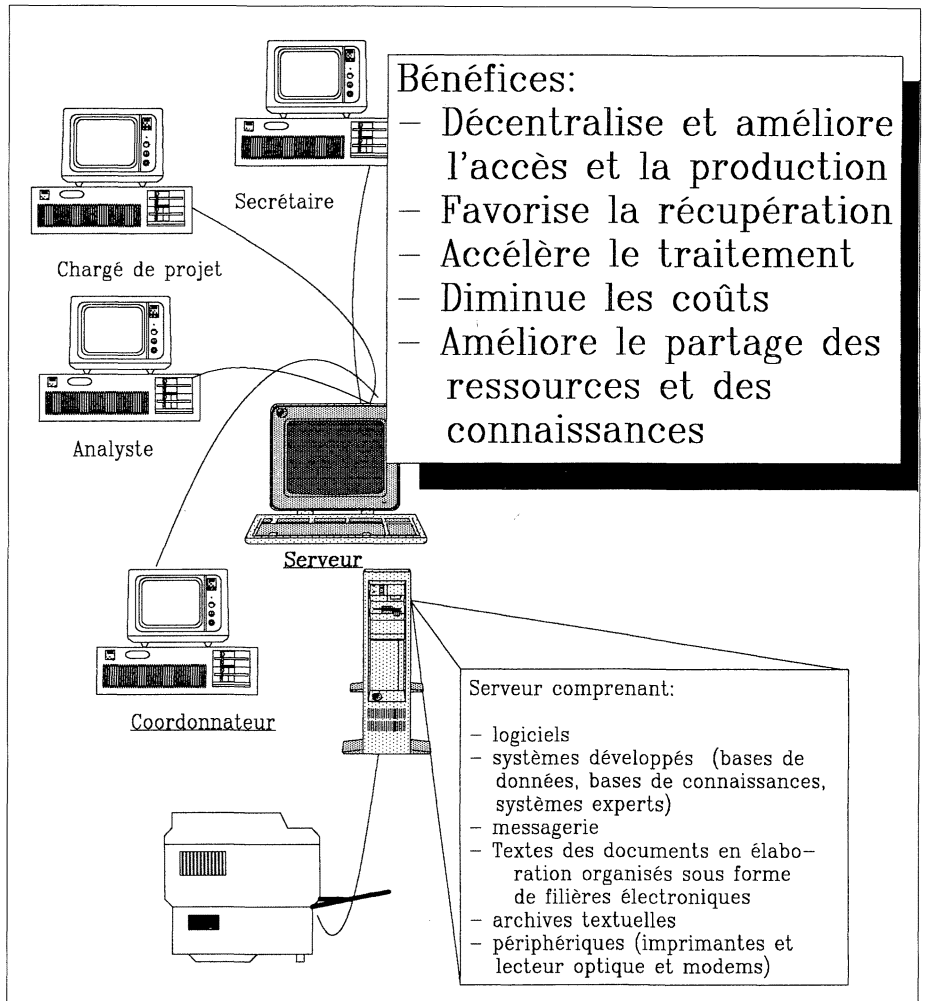 Bénéfices:
– Décentralise et améliore
l'accès et la production
– Favorise la récupération
– Accélère le traitement
– Diminue les coûts
– Améliore le partage des
ressources et des
connaissances
Secrétaire
Chargé de projet
Analyste
Serveur
Coordonnateur
Serveur comprenant:
– logiciels
– systèmes développés (bases de
données, bases de connaissances,
systèmes experts)
– messagerie
– Textes des documents en élabo–
ration organisés sous forme
de filières électroniques
– archives textuelles
– périphériques (imprimantes et
lecteur optique et modems)